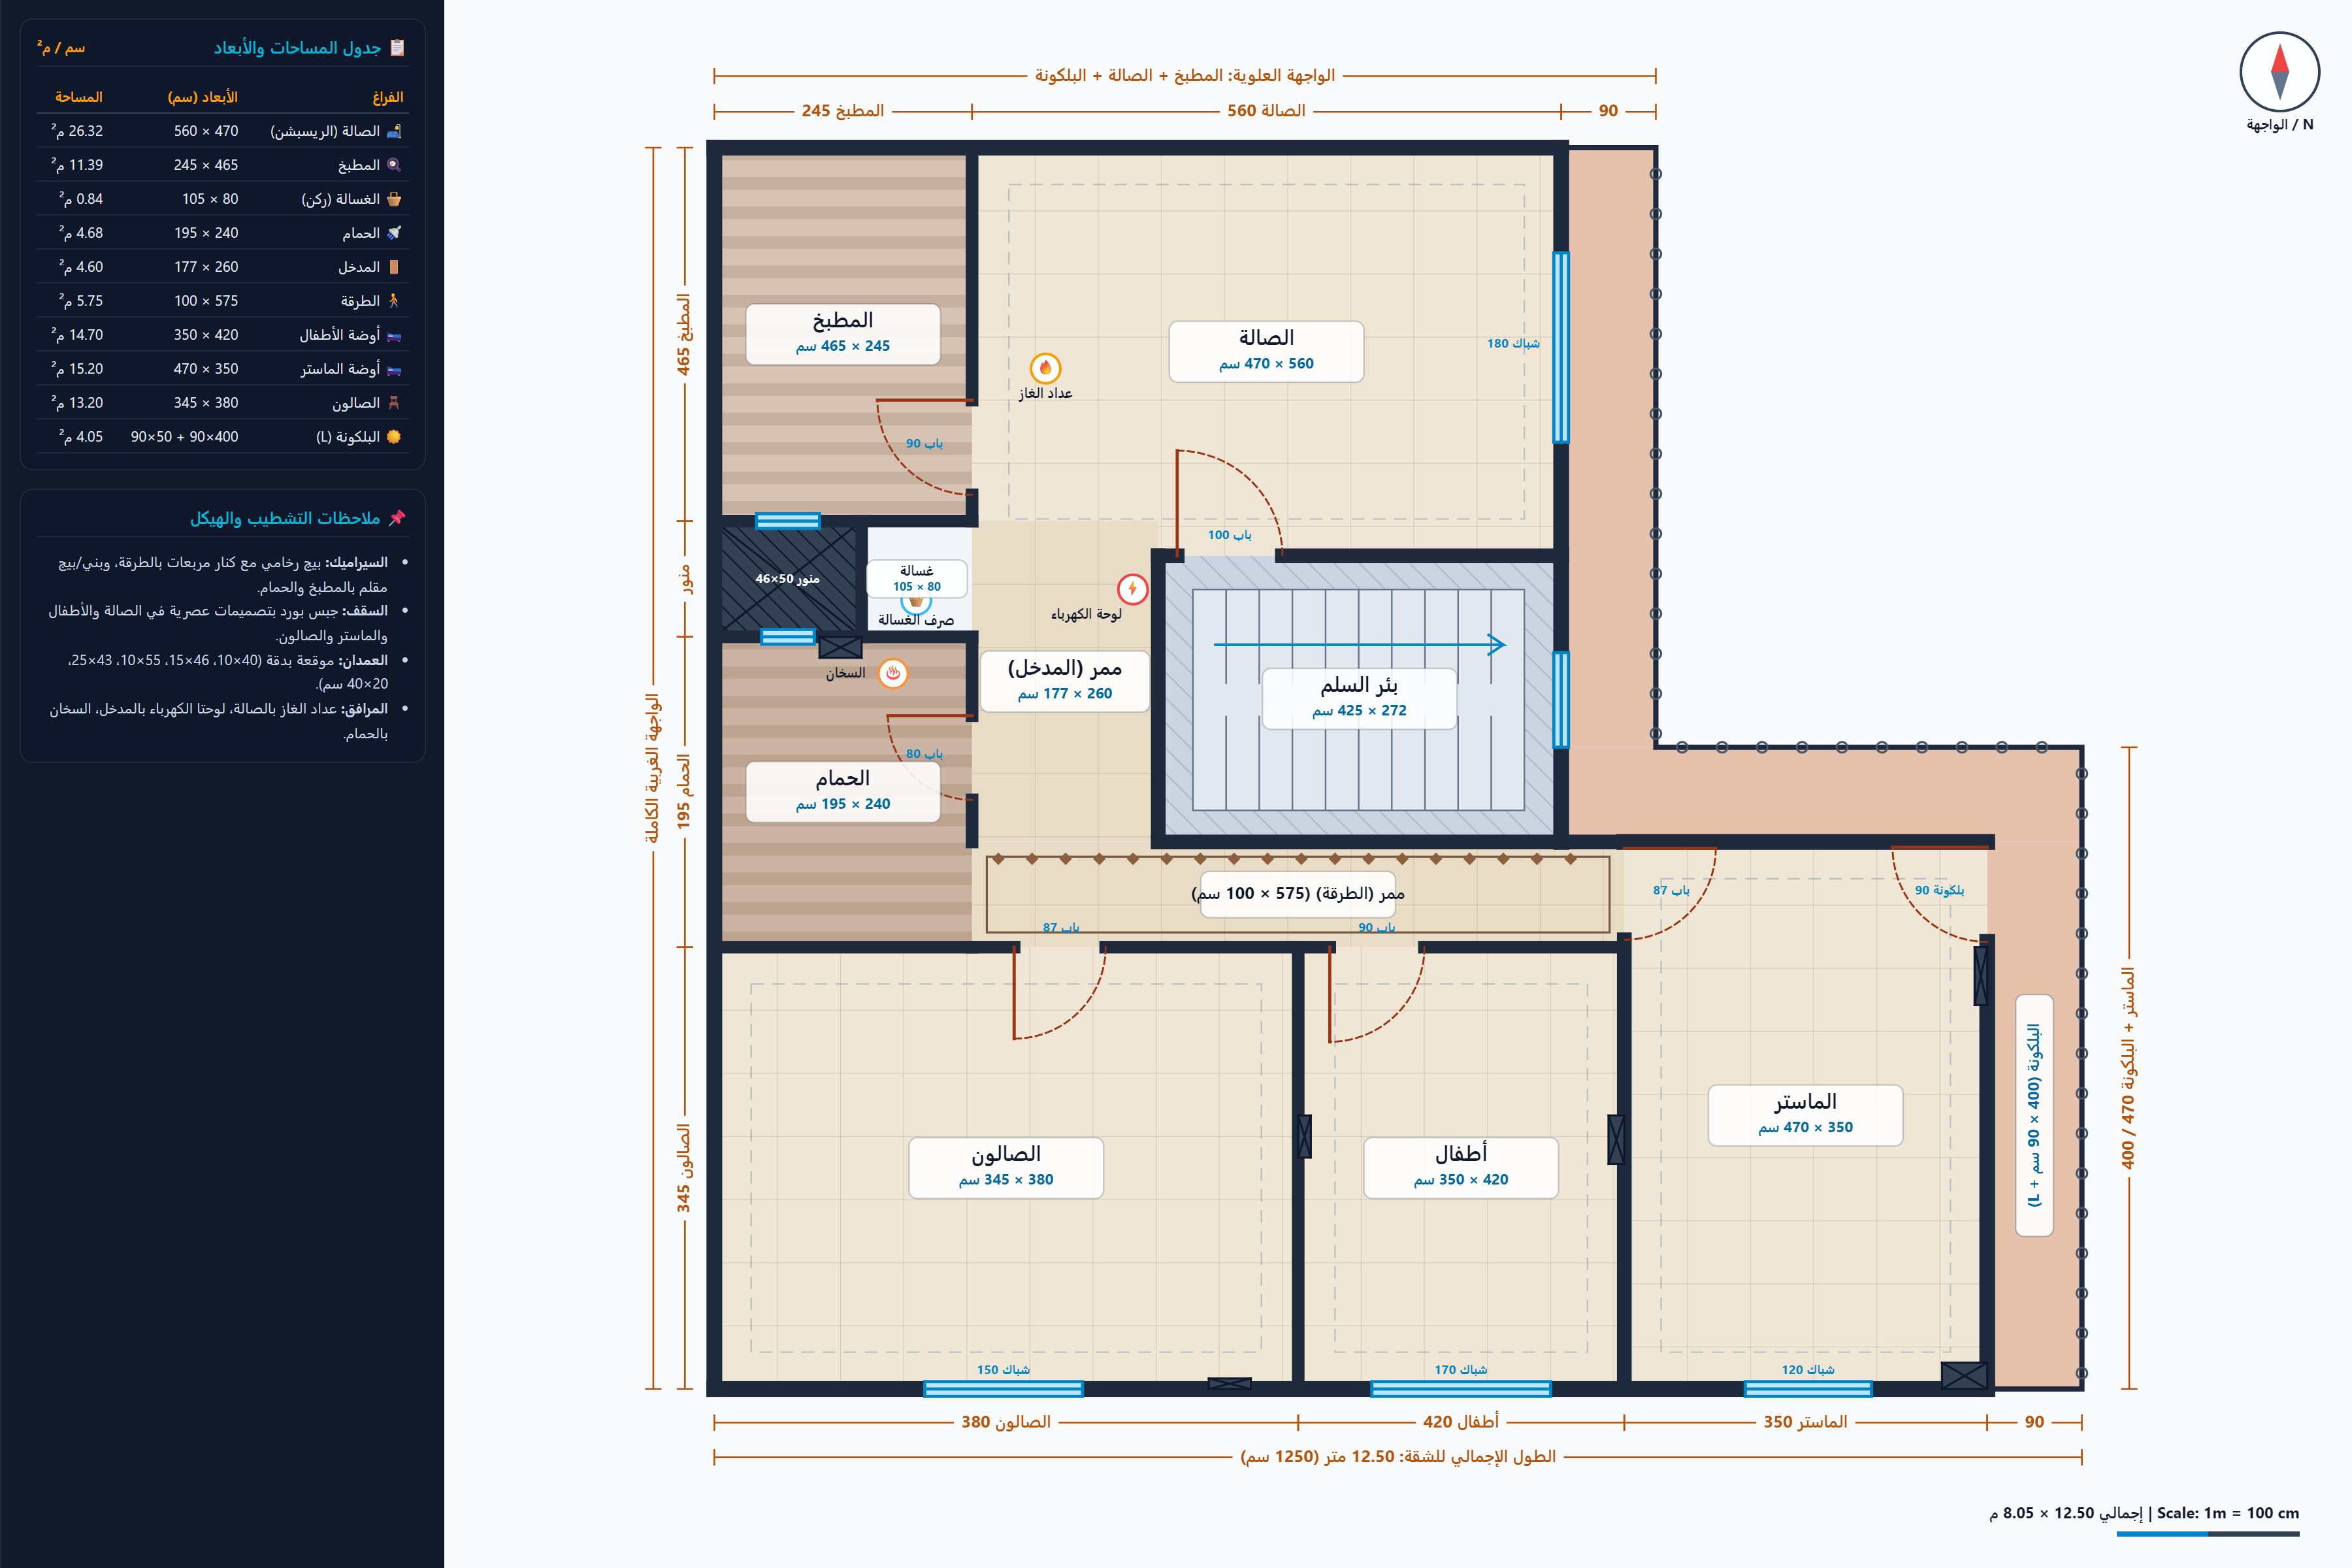 📋 جدول المساحات والأبعاد
سم / م²
الفراغ الأبعاد (سم) المساحة
الصالة (الريسبشن) 470 × 560 26.32 م²
المطبخ 465 × 245 11.39 م²
الغسالة (ركن) 80 × 105 0.84 م²
الحمام 240 × 195 4.68 م²
المدخل 260 × 177 4.60 م²
الطرقة 575 × 100 5.75 م²
أوضة الأطفال 420 × 350 14.70 م²
أوضة الماستر 350 × 470 15.20 م²
الصالون 380 × 345 13.20 م²
البلكونة (L) 90×50 + 90×400 4.05 م²
📌 ملاحظات التشطيب والهيكل
• السيراميك: بيج رخامي مع كنار مربعات بالطرقة، وبني/بيج
مقلم بالمطبخ والحمام.
• السقف: جبس بورد بتصميمات عصرية في الصالة والأطفال
والماستر والصالون.
• العمدان: موقعة بدقة (40×10، 46×15، 55×10، 43×25،
20×40 سم).
• المرافق: عداد الغاز بالصالة، لوحتا الكهرباء بالمدخل، السخان
بالحمام.
N / الواجهة
الواجهة العلوية: المطبخ + الصالة + البلكونة
المطبخ 245
الصالة 560
90
الواجهة الغربية الكاملة
المطبخ 465
منور
الحمام 195
الصالون 345
المطبخ
245 × 465 سم
باب 90
الصالة
560 × 470 سم
شباك 180
عداد الغاز
باب 100
منور 50×46
غسالة
80 × 105
صرف الغسالة
لوحة الكهرباء
السخان
ممر (المدخل)
260 × 177 سم
بئر السلم
272 × 425 سم
باب 80
الحمام
240 × 195 سم
ممر (الطرقة) (575 × 100 سم)
باب 87
باب 90
باب 87
بلكونة 90
الصالون
380 × 345 سم
أطفال
420 × 350 سم
الماستر
350 × 470 سم
البلكونة (400 × 90 سم + L)
الماستر + البلكونة 470 / 400
شباك 150
شباك 170
شباك 120
الصالون 380
أطفال 420
الماستر 350
90
الطول الإجمالي للشقة: 12.50 متر (1250 سم)
Scale: 1m = 100 cm | إجمالي 12.50 × 8.05 م